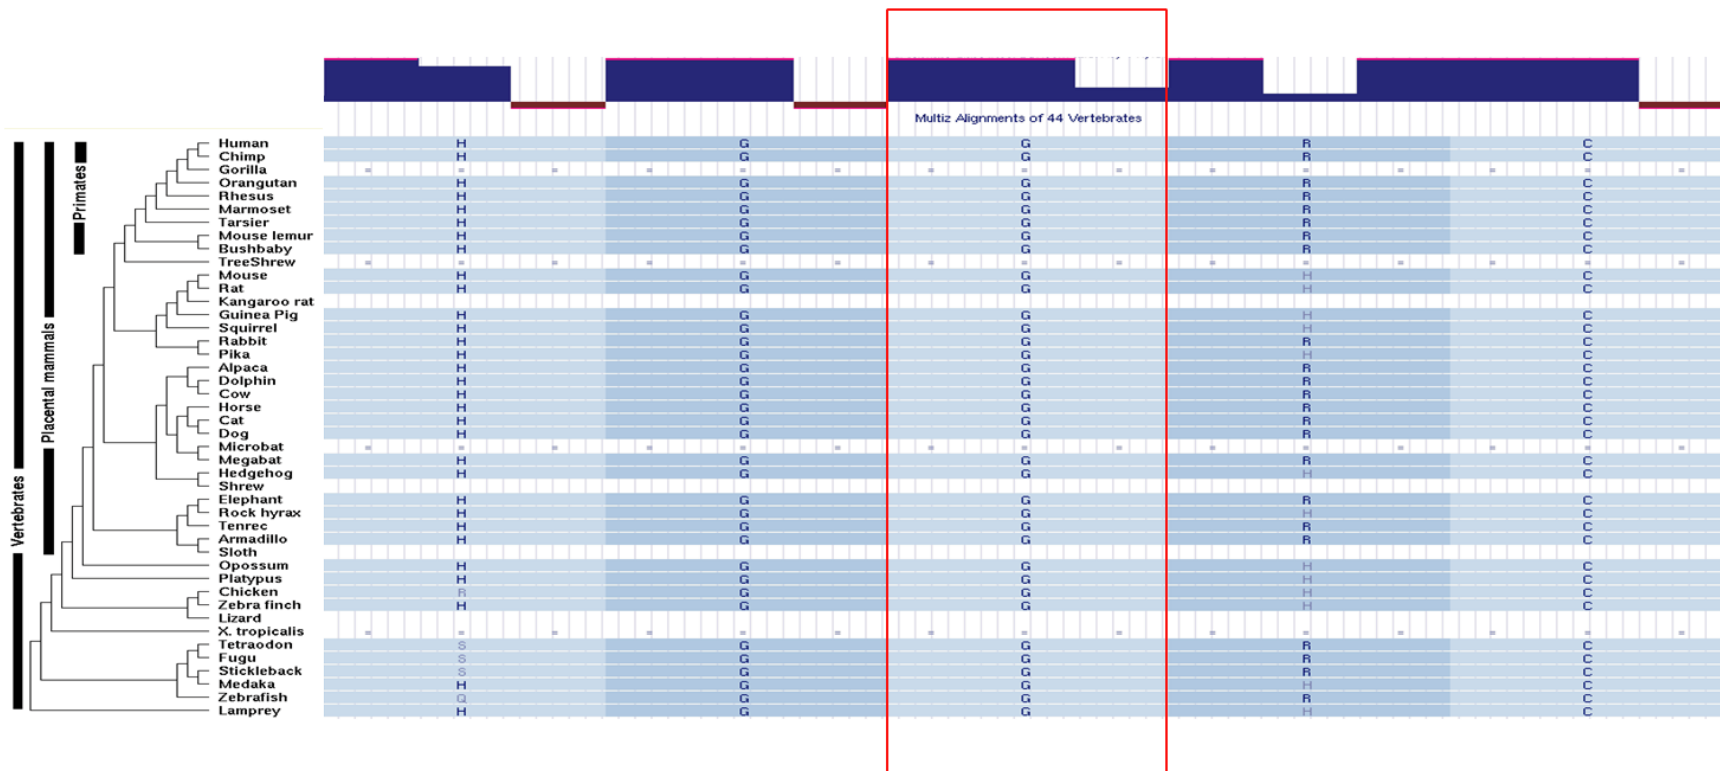 Multiz Alignments of 44 Vertebrates
Vertebrates
Placental mammals
Primates
Human H G G R C
Chimp H G G R C
Gorilla = = = = = = = = = = = = = = =
Orangutan H G G R C
Rhesus H G G R C
Marmoset H G G R C
Tarsier H G G R C
Mouse lemur H G G R C
Bushbaby H G G R C
TreeShrew = = = = = = = = = = = = = = =
Mouse H G G H C
Rat H G G H C
Kangaroo rat
Guinea Pig H G G H C
Squirrel H G G H C
Rabbit H G G R C
Pika H G G H C
Alpaca H G G R C
Dolphin H G G R C
Cow H G G R C
Horse H G G R C
Cat H G G R C
Dog H G G R C
Microbat = = = = = = = = = = = = = = =
Megabat H G G R C
Hedgehog H G G H C
Shrew
Elephant H G G R C
Rock hyrax H G G H C
Tenrec H G G R C
Armadillo H G G R C
Sloth
Opossum H G G H C
Platypus H G G H C
Chicken R G G H C
Zebra finch H G G H C
Lizard
X. tropicalis = = = = = = = = = = = = = = =
Tetraodon S G G R C
Fugu S G G R C
Stickleback S G G R C
Medaka H G G H C
Zebrafish Q G G R C
Lamprey H G G H C